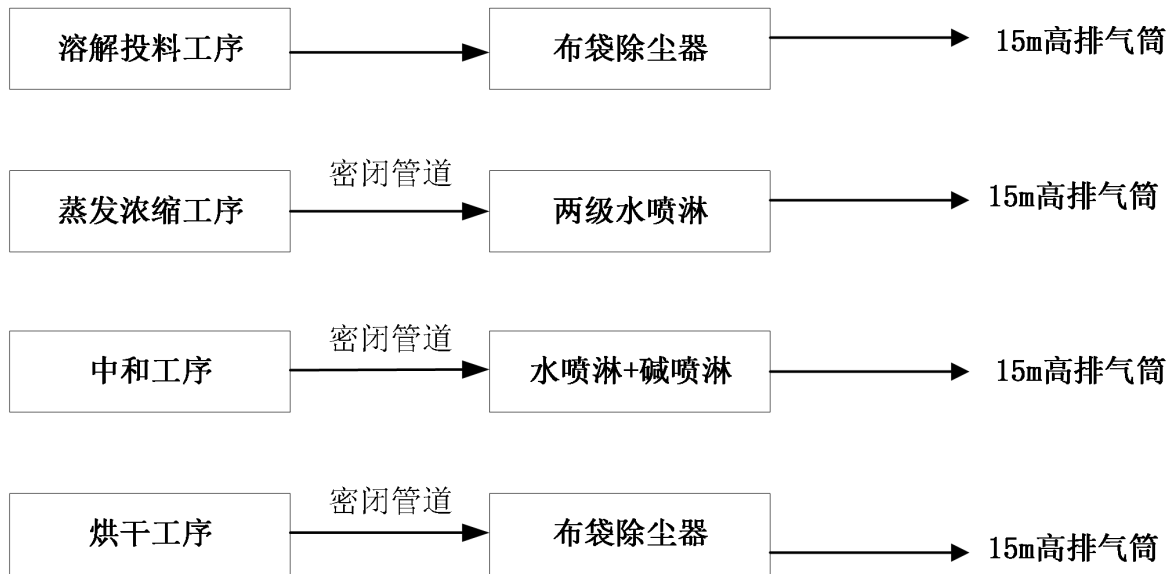 溶解投料工序
布袋除尘器
15m高排气筒
蒸发浓缩工序
密闭管道
两级水喷淋
15m高排气筒
中和工序
密闭管道
水喷淋+碱喷淋
15m高排气筒
烘干工序
密闭管道
布袋除尘器
15m高排气筒